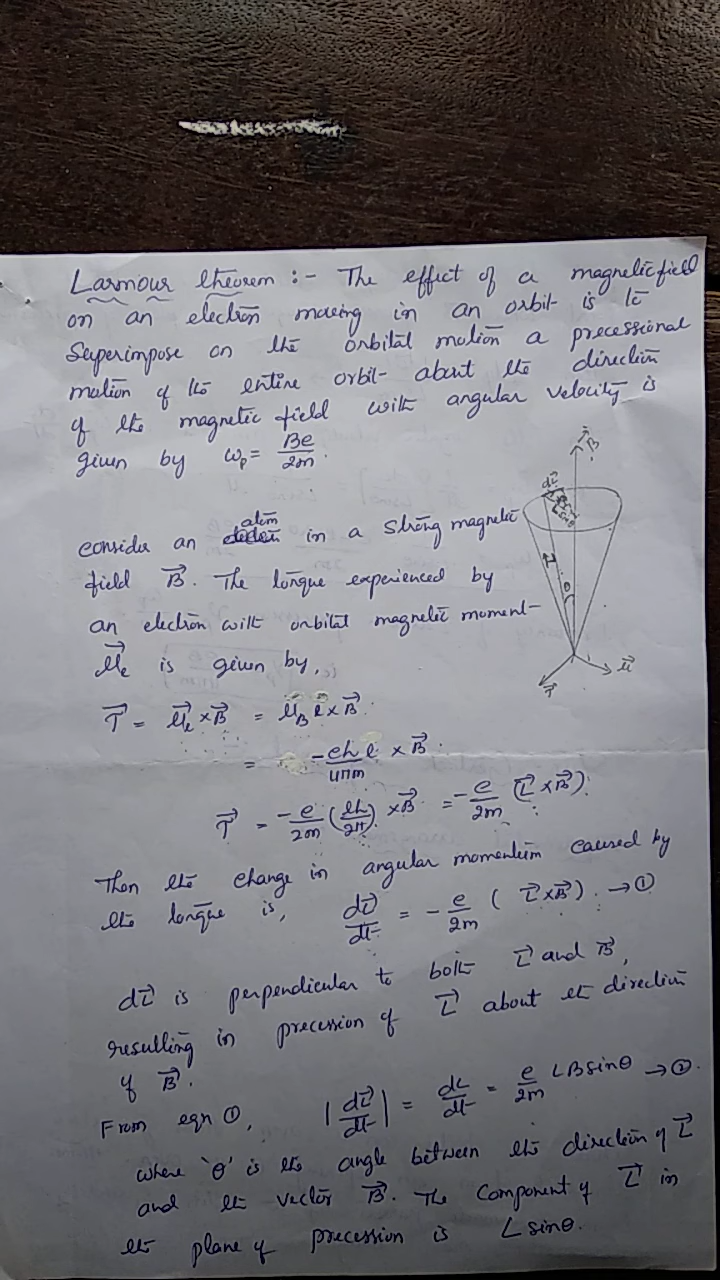 Larmour theorem :- The effect of a magnetic field
on an electron moving in an orbit is to
Superimpose on the orbital motion a precessional
motion of the entire orbit about the direction
of the magnetic field with angular velocity is
given by ωp = Be/2m.
consider an atom in a strong magnetic
field B⃗. The torque experienced by
an electron with orbital magnetic moment
μ⃗e is given by,
τ⃗ = μ⃗e × B⃗ = μB l × B⃗.
= -ehl/4πm × B⃗.
τ⃗ = -e/2m (lh/2π) × B⃗ = -e/2m (L⃗ × B⃗).
Then the change in angular momentum caused by
the torque is, dL⃗/dt = -e/2m (L⃗ × B⃗). → ①
dL⃗ is perpendicular to both L⃗ and B⃗,
resulting in precession of L⃗ about the direction
of B⃗.
From eqn ①, |dL⃗/dt| = dL/dt = e/2m LB sinθ → ②.
where 'θ' is the angle between the direction of L⃗
and the vector B⃗. The component of L⃗ in
the plane of precession is L sinθ.
B⃗
dL⃗
L sinθ
L⃗
θ
τ⃗
μ⃗